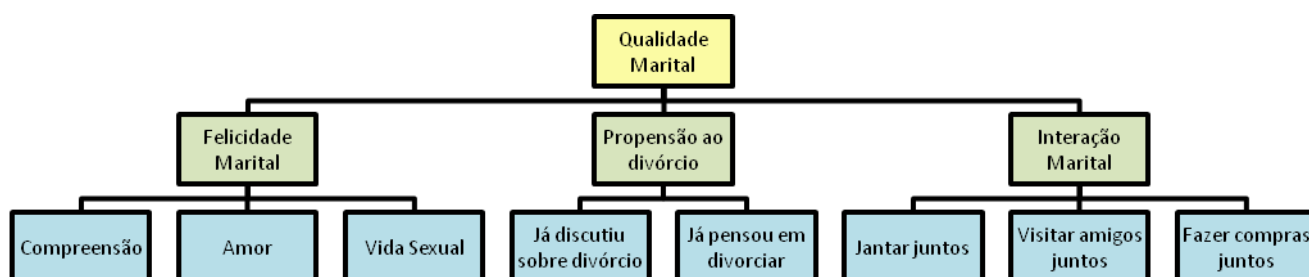 Qualidade
Marital
Felicidade
Marital
Propensão ao
divórcio
Interação
Marital
Compreensão
Amor
Vida Sexual
Já discutiu
sobre divórcio
Já pensou em
divorciar
Jantar juntos
Visitar amigos
juntos
Fazer compras
juntos